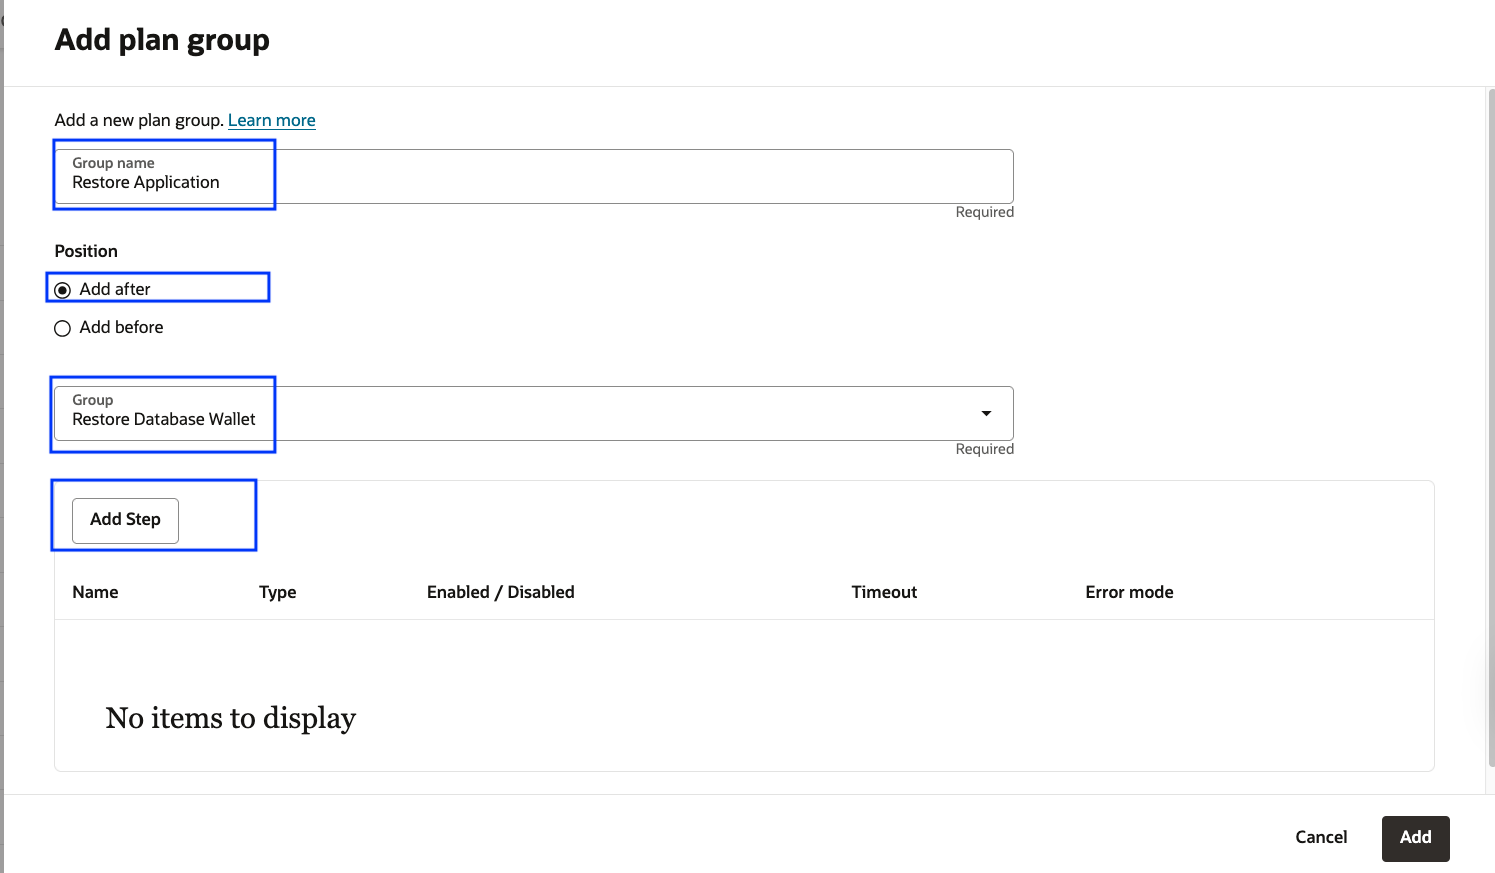 Add plan group
Add a new plan group. Learn more
Group name
Restore Application
Required
Position
Add after
Add before
Group
Restore Database Wallet
Required
Add Step
Name Type Enabled / Disabled Timeout Error mode
No items to display
Cancel Add